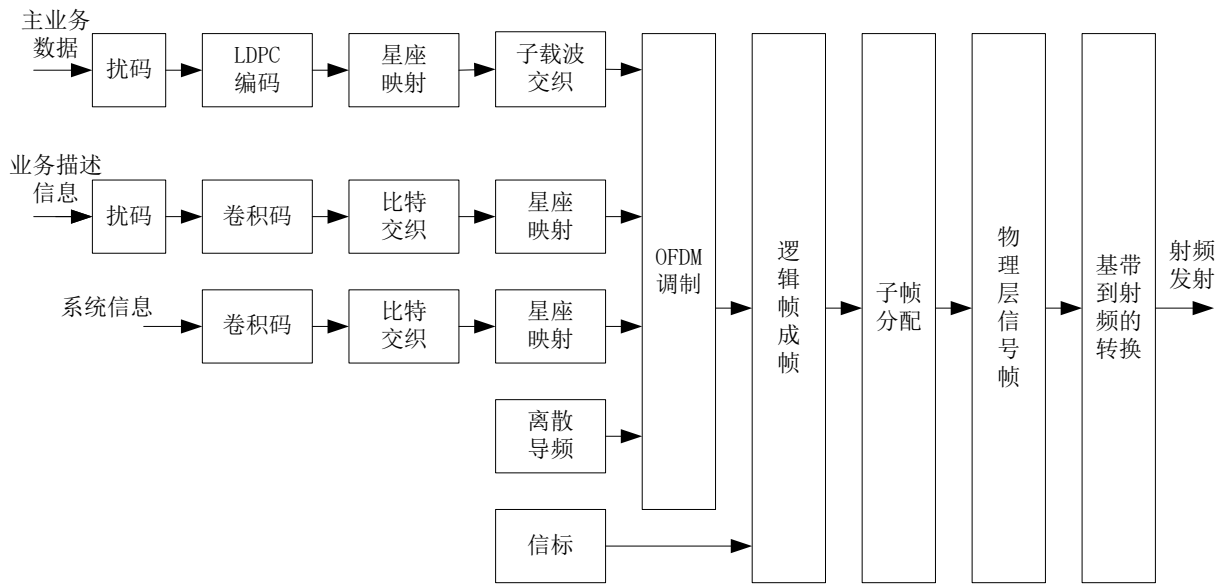 主业务
数据
扰码
LDPC
编码
星座
映射
子载波
交织
业务描述
信息
扰码
卷积码
比特
交织
星座
映射
系统信息
卷积码
比特
交织
星座
映射
离散
导频
信标
OFDM
调制
逻
辑
帧
成
帧
子帧
分配
物
理
层
信
号
帧
基带
到射
频的
转换
射频
发射